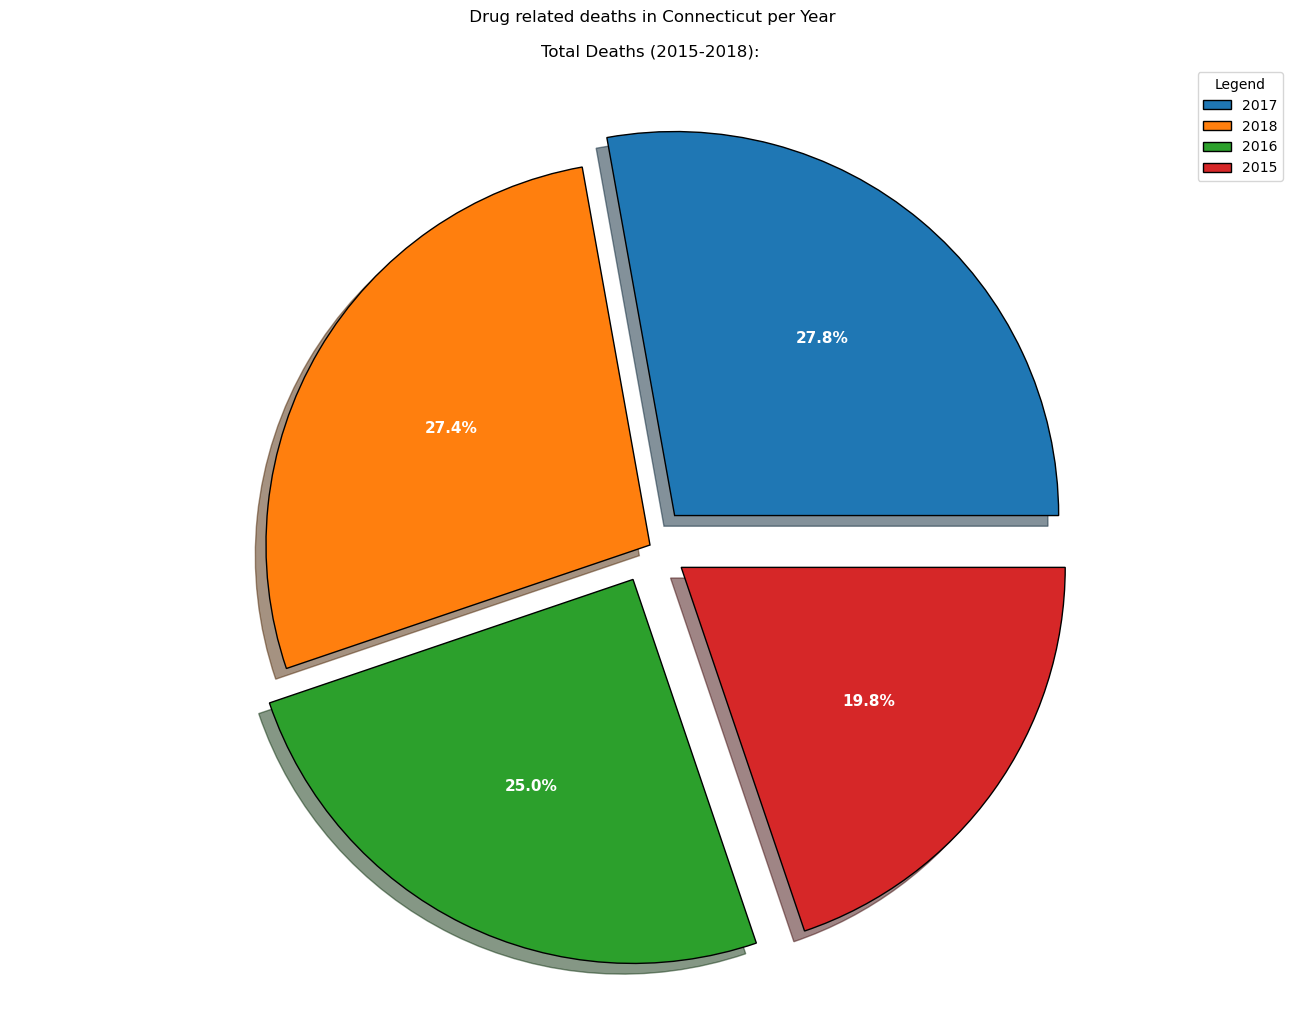 Drug related deaths in Connecticut per Year
Total Deaths (2015-2018):
Legend
2017
2018
2016
2015
27.8%
27.4%
19.8%
25.0%